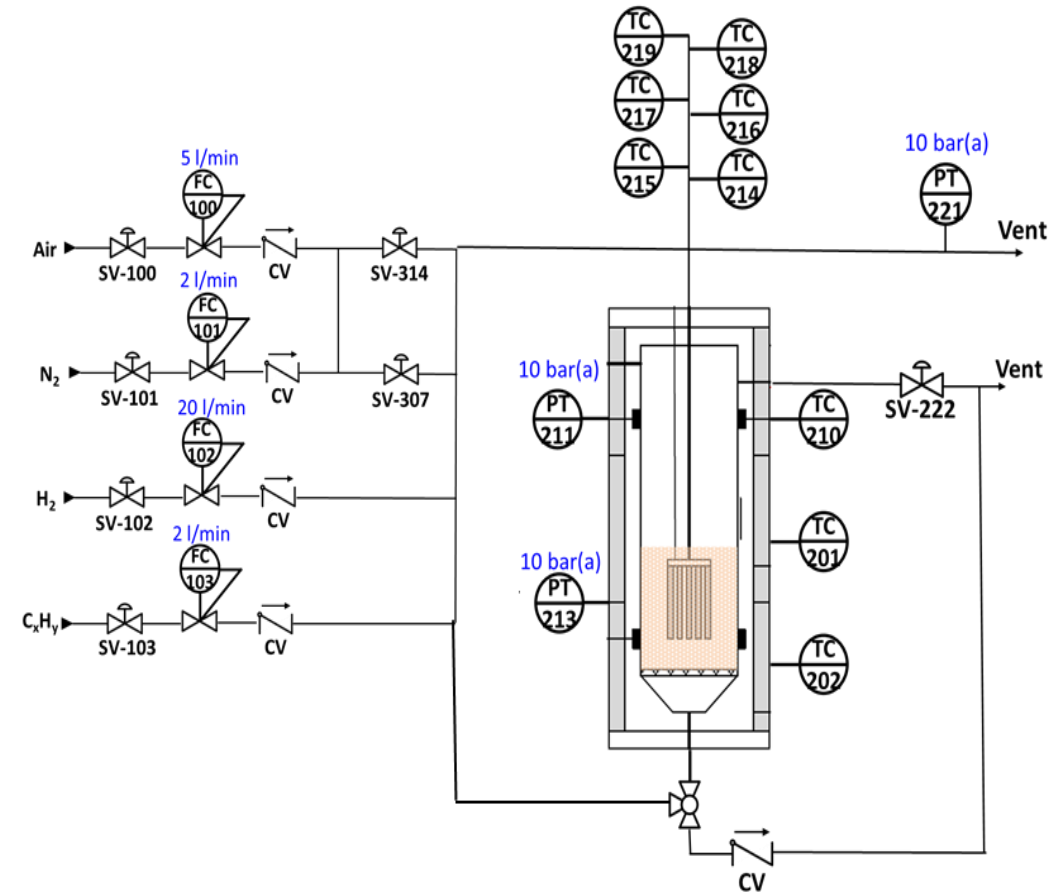 TC
219
TC
218
TC
217
TC
216
TC
215
TC
214
10 bar(a)
PT
221
Vent
5 l/min
FC
100
Air
SV-100
CV
SV-314
2 l/min
FC
101
N₂
SV-101
CV
SV-307
20 l/min
FC
102
H₂
SV-102
CV
2 l/min
FC
103
CₓHᵧ
SV-103
CV
10 bar(a)
PT
211
TC
210
Vent
SV-222
TC
201
10 bar(a)
PT
213
TC
202
CV